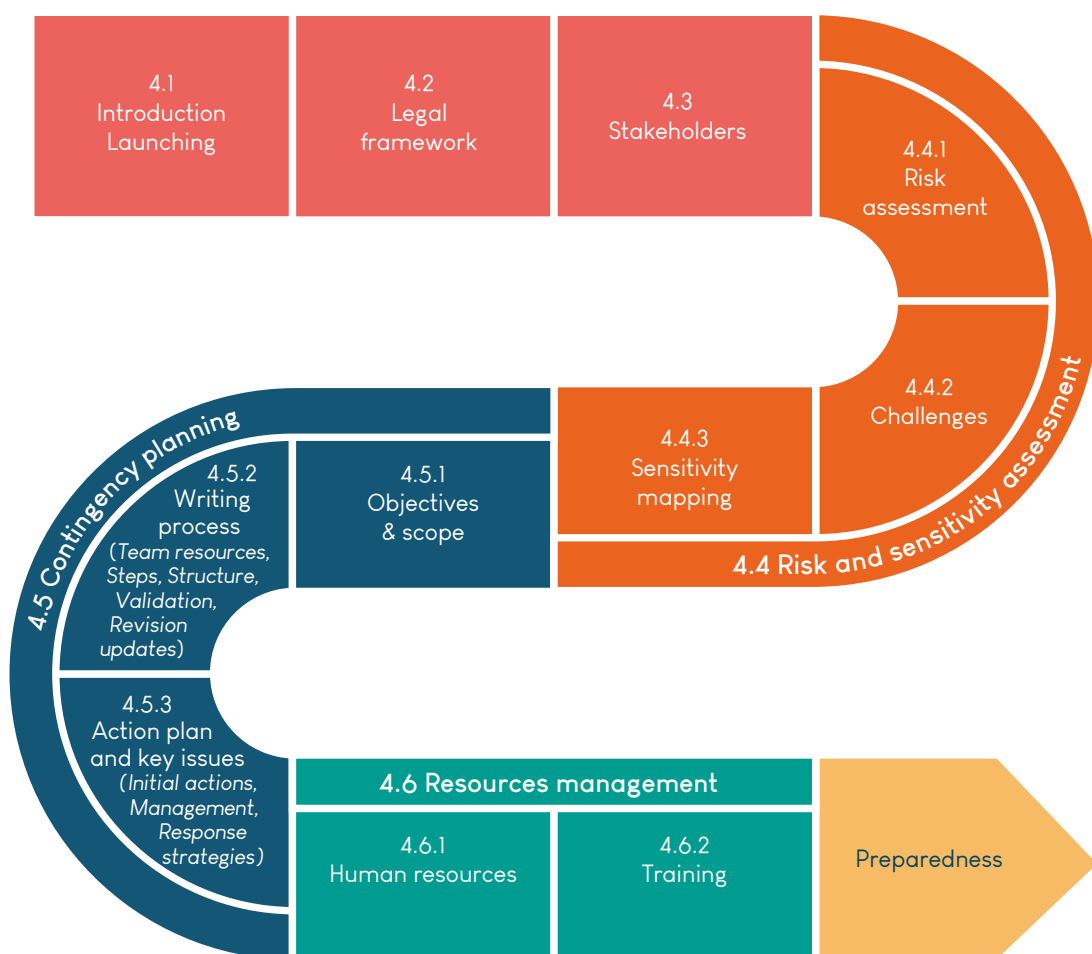 4.1
Introduction
Launching
4.2
Legal
framework
4.3
Stakeholders
4.4.1
Risk
assessment
4.4.2
Challenges
4.4.3
Sensitivity
mapping
4.4 Risk and sensitivity assessment
4.5 Contingency planning
4.5.1
Objectives
& scope
4.5.2
Writing
process
(Team resources,
Steps, Structure,
Validation,
Revision
updates)
4.5.3
Action plan
and key issues
(Initial actions,
Management,
Response
strategies)
4.6 Resources management
4.6.1
Human resources
4.6.2
Training
Preparedness